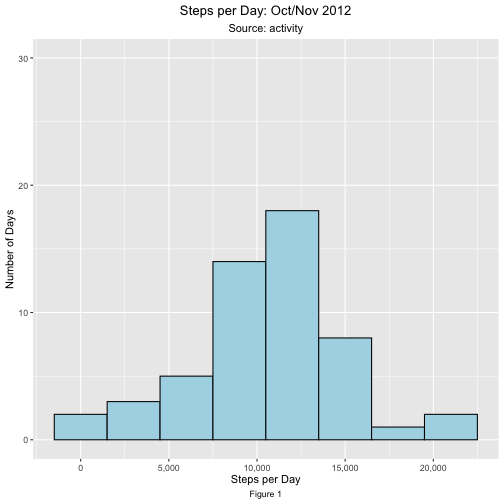 Steps per Day: Oct/Nov 2012
Source: activity
30
20
10
0
Number of Days
0 5,000 10,000 15,000 20,000
Steps per Day
Figure 1